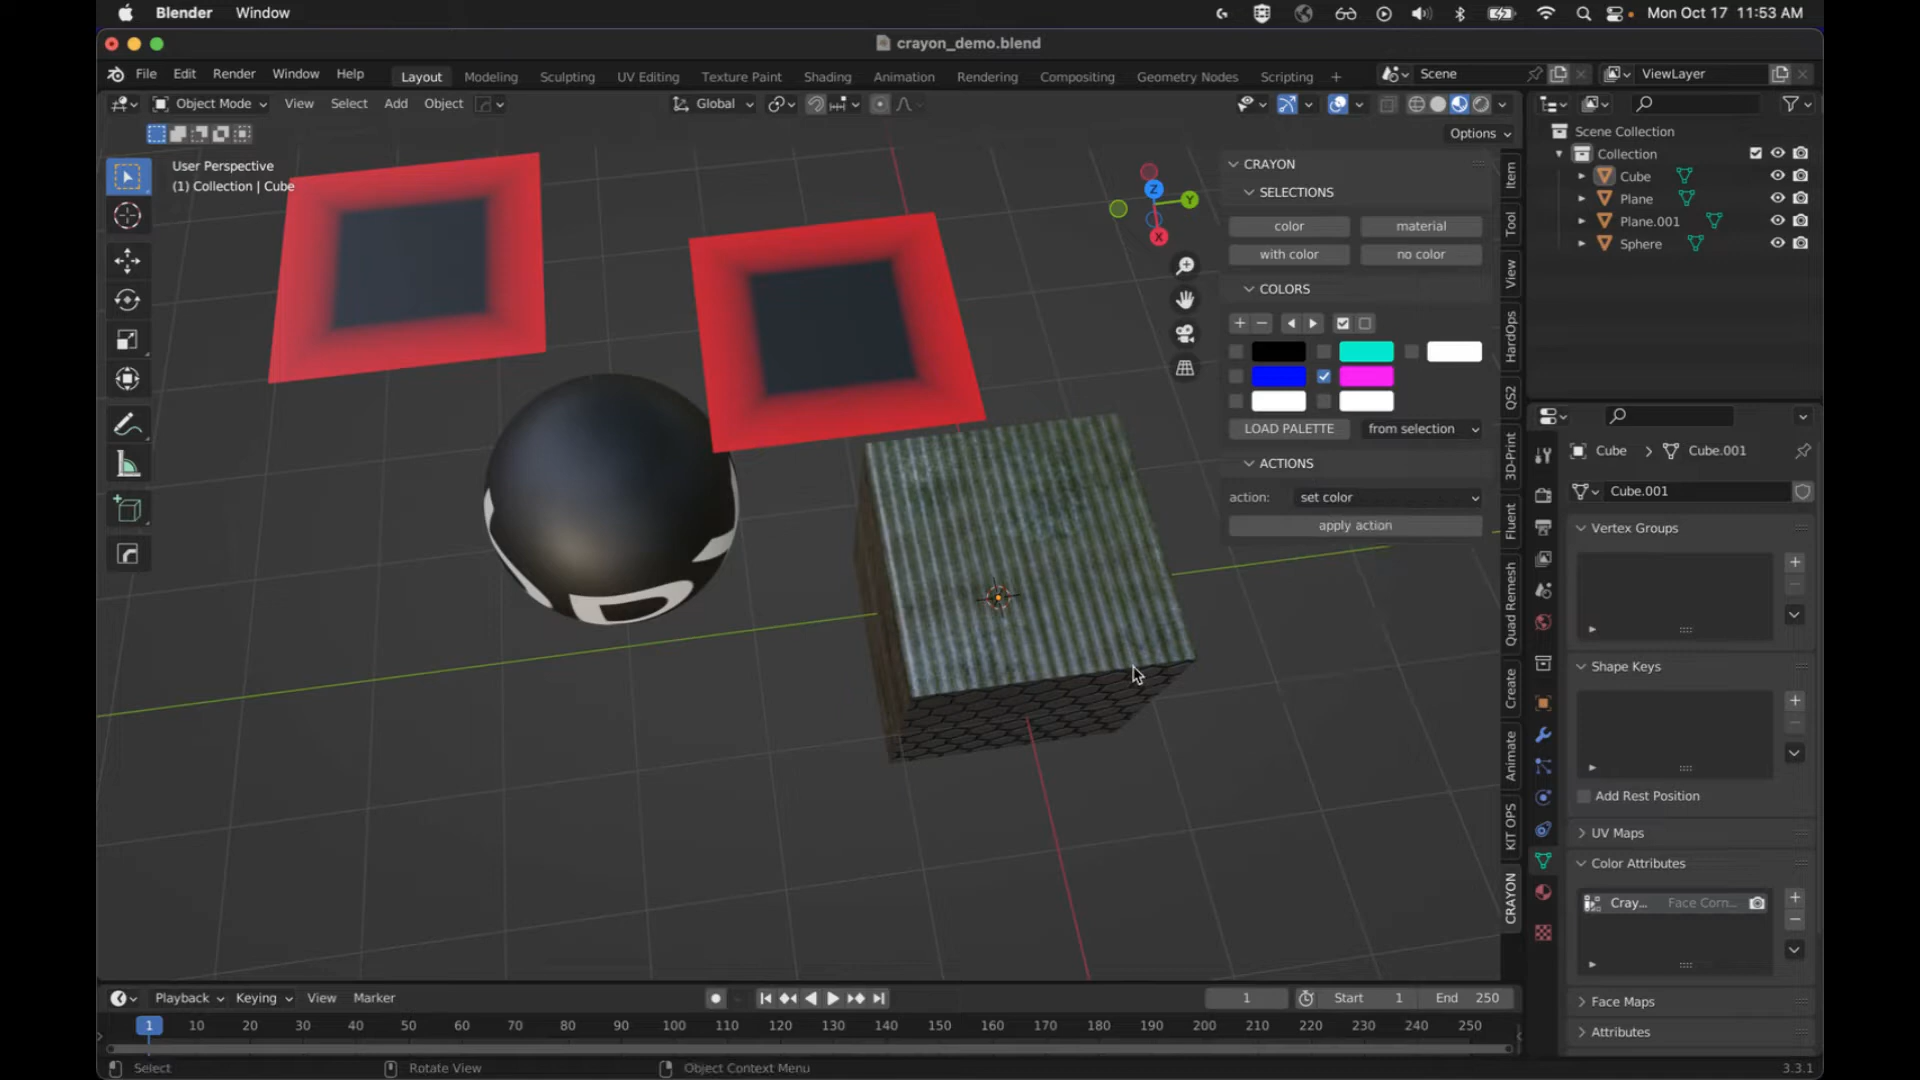 Blender Window
Mon Oct 17 11:53 AM
crayon_demo.blend
File Edit Render Window Help
Layout Modeling Sculpting UV Editing Texture Paint Shading Animation Rendering Compositing Geometry Nodes Scripting +
Scene
ViewLayer
Object Mode View Select Add Object
Global
Options
User Perspective
(1) Collection | Cube
Z
Y
X
CRAYON
SELECTIONS
color material
with color no color
COLORS
LOAD PALETTE from selection
ACTIONS
action: set color
apply action
Item
Tool
View
HardOps
QS2
3D-Print
Fluent
Quad Remesh
Create
Animate
KIT OPS
CRAYON
Scene Collection
Collection
Cube
Plane
Plane.001
Sphere
Cube > Cube.001
Cube.001
Vertex Groups
Shape Keys
Add Rest Position
UV Maps
Color Attributes
Cray... Face Corn...
Face Maps
Attributes
Playback Keying View Marker
1 Start 1 End 250
1 10 20 30 40 50 60 70 80 90 100 110 120 130 140 150 160 170 180 190 200 210 220 230 240 250
Select Rotate View Object Context Menu
3.3.1